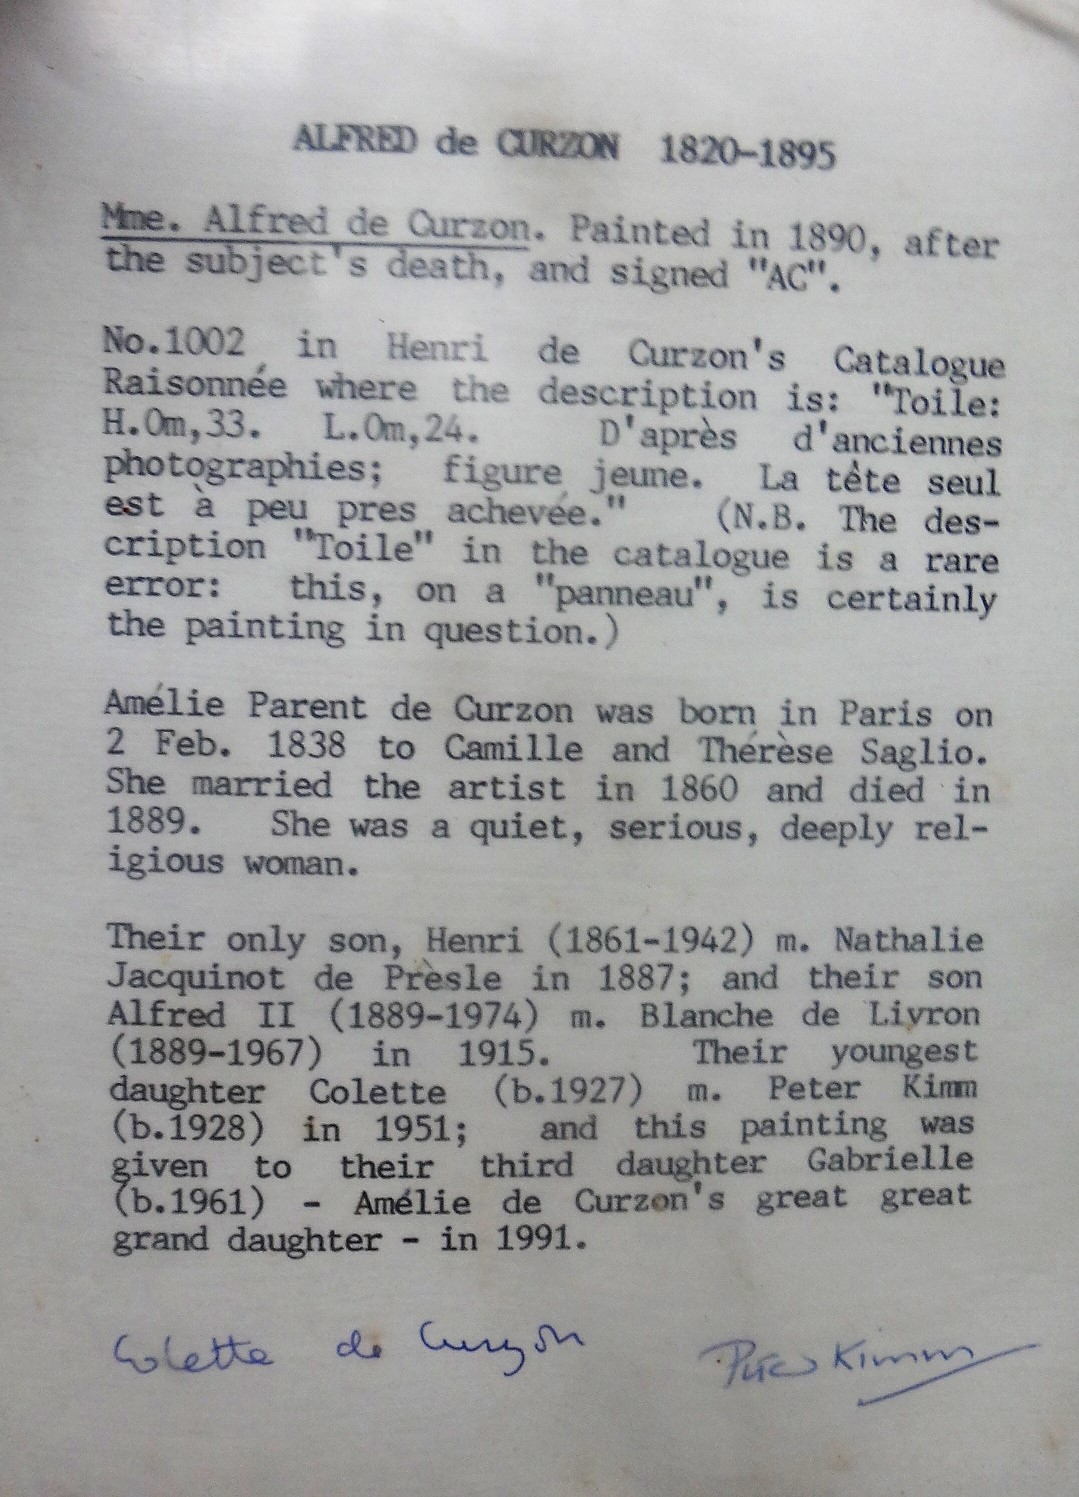 ALFRED de CURZON 1820-1895
Mme. Alfred de Curzon. Painted in 1890, after
the subject's death, and signed "AC".
No.1002 in Henri de Curzon's Catalogue
Raisonnée where the description is: "Toile:
H.Om,33. L.Om,24. D'après d'anciennes
photographies; figure jeune. La tête seul
est à peu pres achevée." (N.B. The des-
cription "Toile" in the catalogue is a rare
error: this, on a "panneau", is certainly
the painting in question.)
Amélie Parent de Curzon was born in Paris on
2 Feb. 1838 to Camille and Thérèse Saglio.
She married the artist in 1860 and died in
1889. She was a quiet, serious, deeply rel-
igious woman.
Their only son, Henri (1861-1942) m. Nathalie
Jacquinot de Prèsle in 1887; and their son
Alfred II (1889-1974) m. Blanche de Livron
(1889-1967) in 1915. Their youngest
daughter Colette (b.1927) m. Peter Kimm
(b.1928) in 1951; and this painting was
given to their third daughter Gabrielle
(b.1961) - Amélie de Curzon's great great
grand daughter - in 1991.
Colette de Curzon Peter Kimm